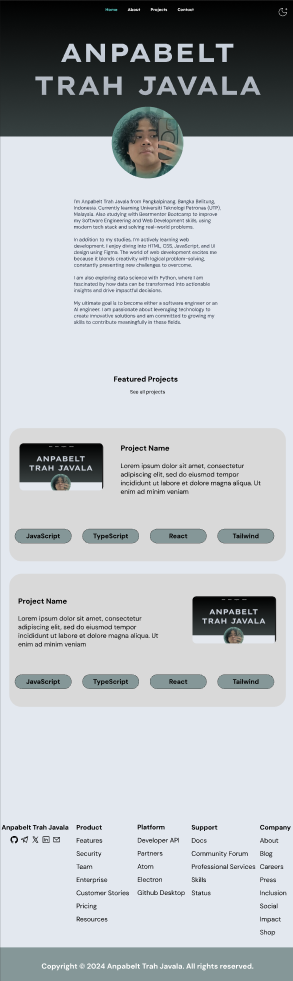 Home About Projects Contact
ANPABELT
TRAH JAVALA
I'm Anpabelt Trah Javala from Pangkalpinang, Bangka Belitung,
Indonesia. Currently learning Universiti Teknologi Petronas (UTP),
Malaysia. Also studying with Gearmenter Bootcamp to improve
my Software Engineering and Web Development skills, using
modern tech stack and solving real-world problems.
In addition to my studies, I'm actively learning web
development. I enjoy diving into HTML, CSS, JavaScript, and UI
design using Figma. The world of web development excites me
because it blends creativity with logical problem-solving,
constantly presenting new challenges to overcome.
I am also exploring data science with Python, where I am
fascinated by how data can be transformed into actionable
insights and drive impactful decisions.
My ultimate goal is to become either a software engineer or an
AI engineer. I am passionate about leveraging technology to
create innovative solutions and am committed to growing my
skills to contribute meaningfully in these fields.
Featured Projects
See all projects
ANPABELT
TRAH JAVALA
Project Name
Lorem ipsum dolor sit amet, consectetur
adipiscing elit, sed do eiusmod tempor
incididunt ut labore et dolore magna aliqua. Ut
enim ad minim veniam
JavaScript TypeScript React Tailwind
Project Name
Lorem ipsum dolor sit amet, consectetur
adipiscing elit, sed do eiusmod tempor
incididunt ut labore et dolore magna aliqua. Ut
enim ad minim veniam
ANPABELT
TRAH JAVALA
JavaScript TypeScript React Tailwind
Anpabelt Trah Javala
Product
Features
Security
Team
Enterprise
Customer Stories
Pricing
Resources
Platform
Developer API
Partners
Atom
Electron
Github Desktop
Support
Docs
Community Forum
Professional Services
Skills
Status
Company
About
Blog
Careers
Press
Inclusion
Social
Impact
Shop
Copyright © 2024 Anpabelt Trah Javala. All rights reserved.